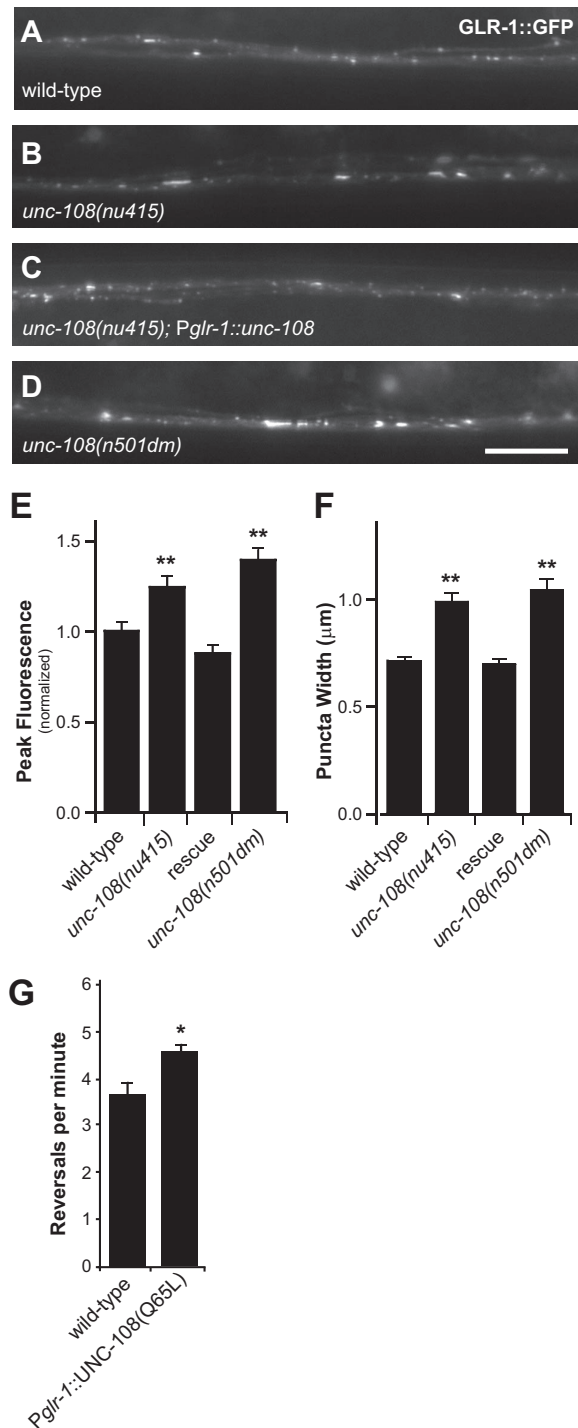 A
GLR-1::GFP
wild-type
B
unc-108(nu415)
C
unc-108(nu415); Pglr-1::unc-108
D
unc-108(n501dm)
E
Peak Fluorescence
(normalized)
1.5
1.0
0.5
0.0
**
**
wild-type
unc-108(nu415)
rescue
unc-108(n501dm)
F
Puncta Width (μm)
1.0
0.5
0.0
**
**
wild-type
unc-108(nu415)
rescue
unc-108(n501dm)
G
Reversals per minute
6
5
4
3
2
1
0
*
wild-type
Pglr-1::UNC-108(Q65L)